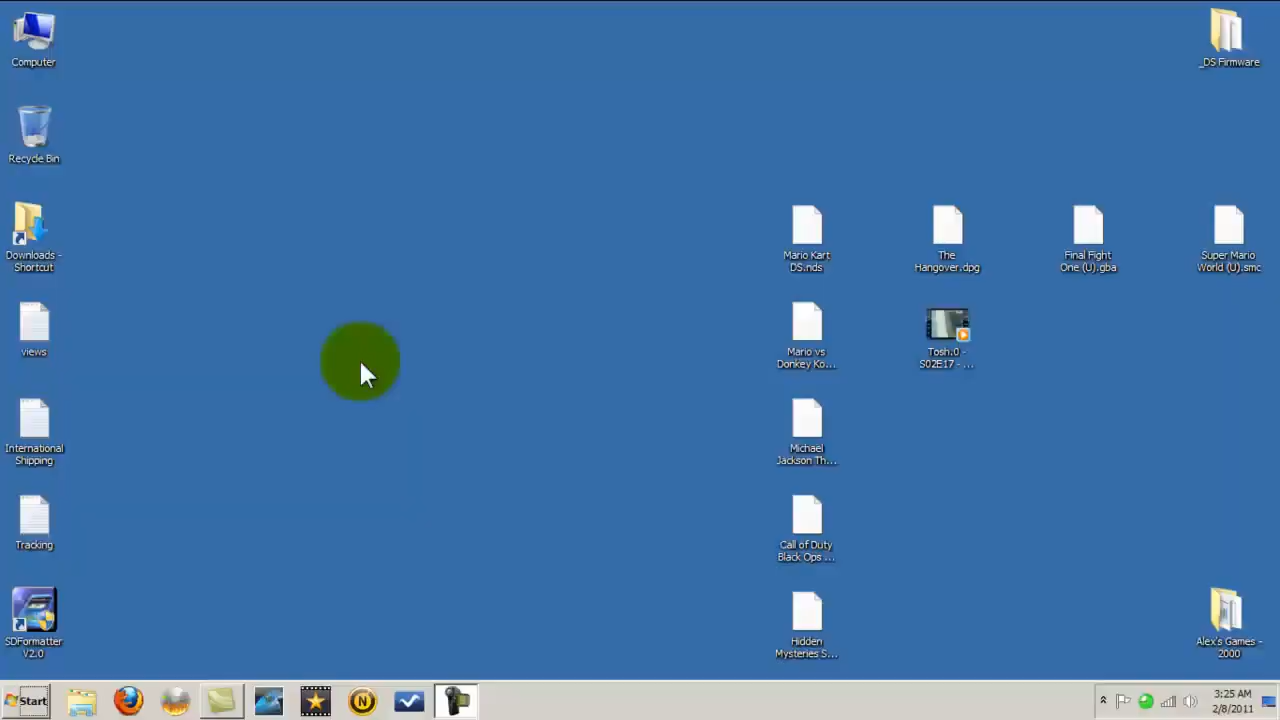 Computer
_DS Firmware
Recycle Bin
Downloads -
Shortcut
Mario Kart
DS.nds
The
Hangover.dpg
Final Fight
One (U).gba
Super Mario
World (U).smc
views
Mario vs
Donkey Ko...
Tosh.0 -
S02E17 - ...
International
Shipping
Michael
Jackson Th...
Tracking
Call of Duty
Black Ops ...
SDFormatter
V2.0
Hidden
Mysteries S...
Alex's Games -
2000
Start
N
3:25 AM
2/8/2011